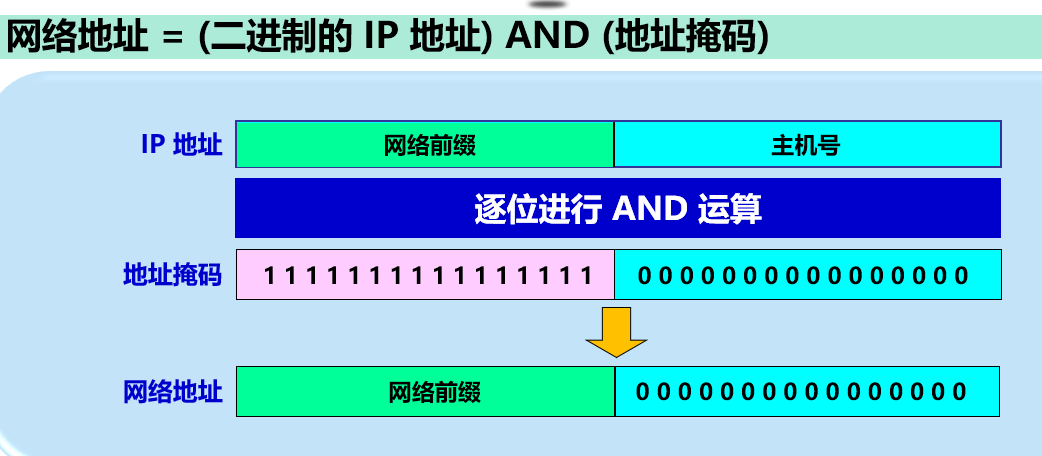 网络地址 = (二进制的 IP 地址) AND (地址掩码)
IP 地址 网络前缀 主机号
逐位进行 AND 运算
地址掩码 1 1 1 1 1 1 1 1 1 1 1 1 1 1 1 1 0 0 0 0 0 0 0 0 0 0 0 0 0 0 0 0
网络地址 网络前缀 0 0 0 0 0 0 0 0 0 0 0 0 0 0 0 0